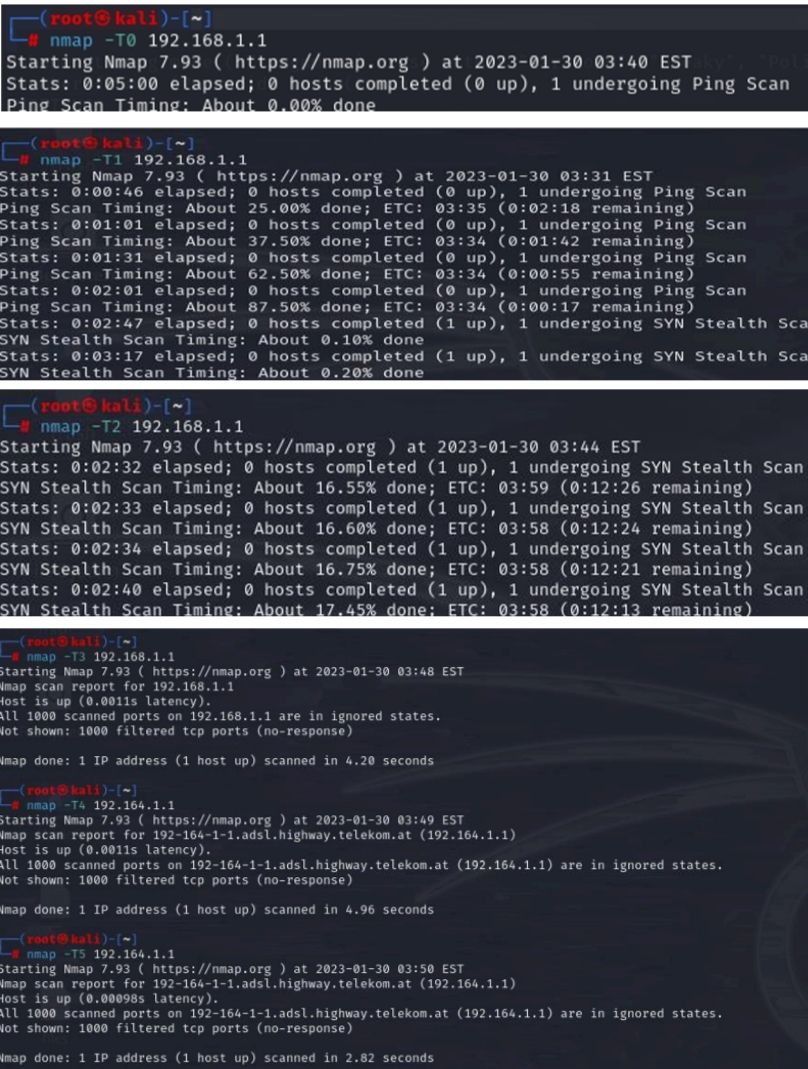 (root㉿kali)-[~]
# nmap -T0 192.168.1.1
Starting Nmap 7.93 ( https://nmap.org ) at 2023-01-30 03:40 EST
Stats: 0:05:00 elapsed; 0 hosts completed (0 up), 1 undergoing Ping Scan
Ping Scan Timing: About 0.00% done
(root㉿kali)-[~]
# nmap -T1 192.168.1.1
Starting Nmap 7.93 ( https://nmap.org ) at 2023-01-30 03:31 EST
Stats: 0:00:46 elapsed; 0 hosts completed (0 up), 1 undergoing Ping Scan
Ping Scan Timing: About 25.00% done; ETC: 03:35 (0:02:18 remaining)
Stats: 0:01:01 elapsed; 0 hosts completed (0 up), 1 undergoing Ping Scan
Ping Scan Timing: About 37.50% done; ETC: 03:34 (0:01:42 remaining)
Stats: 0:01:31 elapsed; 0 hosts completed (0 up), 1 undergoing Ping Scan
Ping Scan Timing: About 62.50% done; ETC: 03:34 (0:00:55 remaining)
Stats: 0:02:01 elapsed; 0 hosts completed (0 up), 1 undergoing Ping Scan
Ping Scan Timing: About 87.50% done; ETC: 03:34 (0:00:17 remaining)
Stats: 0:02:47 elapsed; 0 hosts completed (1 up), 1 undergoing SYN Stealth Sca
SYN Stealth Scan Timing: About 0.10% done
Stats: 0:03:17 elapsed; 0 hosts completed (1 up), 1 undergoing SYN Stealth Sca
SYN Stealth Scan Timing: About 0.20% done
(root㉿kali)-[~]
# nmap -T2 192.168.1.1
Starting Nmap 7.93 ( https://nmap.org ) at 2023-01-30 03:44 EST
Stats: 0:02:32 elapsed; 0 hosts completed (1 up), 1 undergoing SYN Stealth Scan
SYN Stealth Scan Timing: About 16.55% done; ETC: 03:59 (0:12:26 remaining)
Stats: 0:02:33 elapsed; 0 hosts completed (1 up), 1 undergoing SYN Stealth Scan
SYN Stealth Scan Timing: About 16.60% done; ETC: 03:58 (0:12:24 remaining)
Stats: 0:02:34 elapsed; 0 hosts completed (1 up), 1 undergoing SYN Stealth Scan
SYN Stealth Scan Timing: About 16.75% done; ETC: 03:58 (0:12:21 remaining)
Stats: 0:02:40 elapsed; 0 hosts completed (1 up), 1 undergoing SYN Stealth Scan
SYN Stealth Scan Timing: About 17.45% done; ETC: 03:58 (0:12:13 remaining)
(root㉿kali)-[~]
# nmap -T3 192.168.1.1
Starting Nmap 7.93 ( https://nmap.org ) at 2023-01-30 03:48 EST
Nmap scan report for 192.168.1.1
Host is up (0.0011s latency).
All 1000 scanned ports on 192.168.1.1 are in ignored states.
Not shown: 1000 filtered tcp ports (no-response)
Nmap done: 1 IP address (1 host up) scanned in 4.20 seconds
(root㉿kali)-[~]
# nmap -T4 192.164.1.1
Starting Nmap 7.93 ( https://nmap.org ) at 2023-01-30 03:49 EST
Nmap scan report for 192-164-1-1.adsl.highway.telekom.at (192.164.1.1)
Host is up (0.0011s latency).
All 1000 scanned ports on 192-164-1-1.adsl.highway.telekom.at (192.164.1.1) are in ignored states.
Not shown: 1000 filtered tcp ports (no-response)
Nmap done: 1 IP address (1 host up) scanned in 4.96 seconds
(root㉿kali)-[~]
# nmap -T5 192.164.1.1
Starting Nmap 7.93 ( https://nmap.org ) at 2023-01-30 03:50 EST
Nmap scan report for 192-164-1-1.adsl.highway.telekom.at (192.164.1.1)
Host is up (0.00098s latency).
All 1000 scanned ports on 192-164-1-1.adsl.highway.telekom.at (192.164.1.1) are in ignored states.
Not shown: 1000 filtered tcp ports (no-response)
Nmap done: 1 IP address (1 host up) scanned in 2.82 seconds